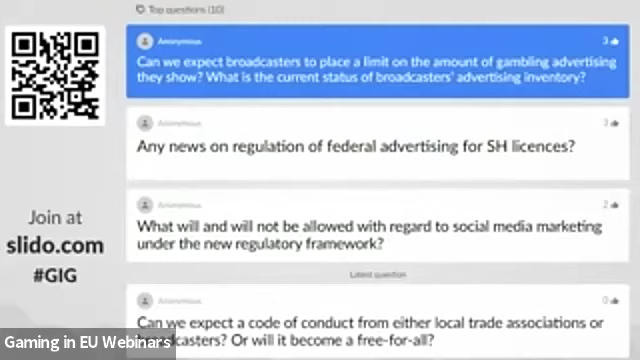 Top questions (10)
Anonymous
3
Can we expect broadcasters to place a limit on the amount of gambling advertising
they show? What is the current status of broadcasters' advertising inventory?
Anonymous
3
Any news on regulation of federal advertising for SH licences?
Anonymous
2
What will and will not be allowed with regard to social media marketing
under the new regulatory framework?
Latest question
Anonymous
0
Can we expect a code of conduct from either local trade associations or
Or will it become a free-for-all?
Join at
slido.com
#GIG
Gaming in EU Webinars